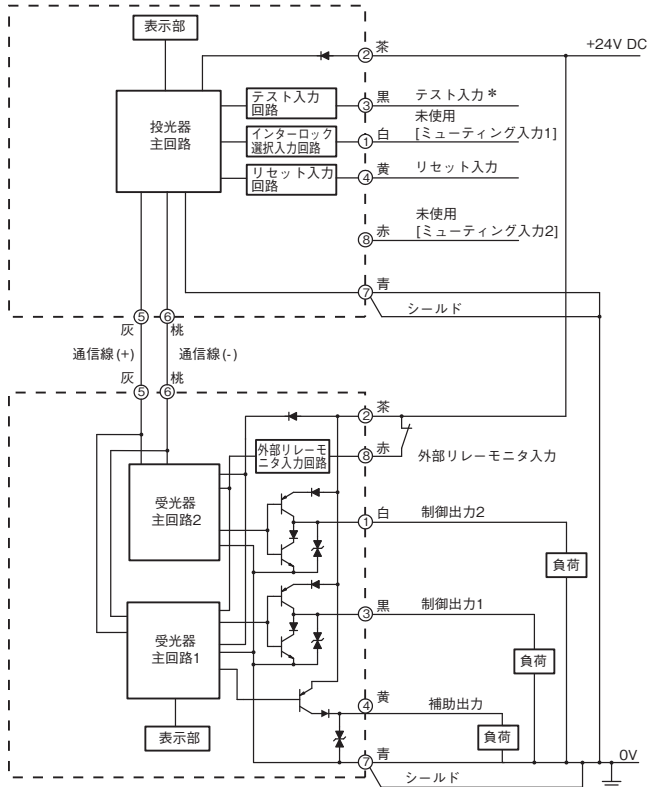 表示部
② 茶
+24V DC
投光器
主回路
テスト入力
回路
③ 黒 テスト入力*
インターロック
選択入力回路
① 白 未使用
[ミューティング入力1]
リセット入力
回路
④ 黄 リセット入力
⑧ 赤 未使用
[ミューティング入力2]
⑦ 青
シールド
⑤ ⑥
灰 桃
通信線(+) 通信線(-)
灰 桃
⑤ ⑥
② 茶
外部リレーモ
ニタ入力回路
⑧ 赤 外部リレーモニタ入力
受光器
主回路2
① 白 制御出力2
負荷
受光器
主回路1
③ 黒 制御出力1
負荷
④ 黄 補助出力
表示部
負荷
⑦ 青
0V
シールド